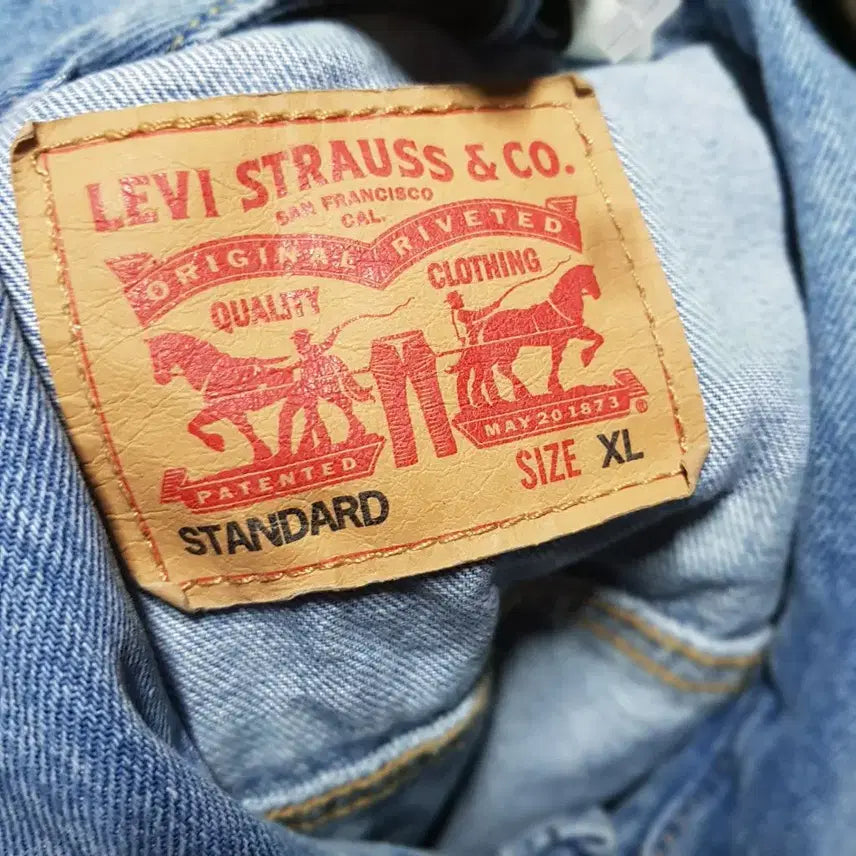 LEVI STRAUSS & CO.
SAN FRANCISCO
CAL.
ORIGINAL RIVETED
QUALITY CLOTHING
PATENTED MAY 20 1873 ®
SIZE XL
STANDARD